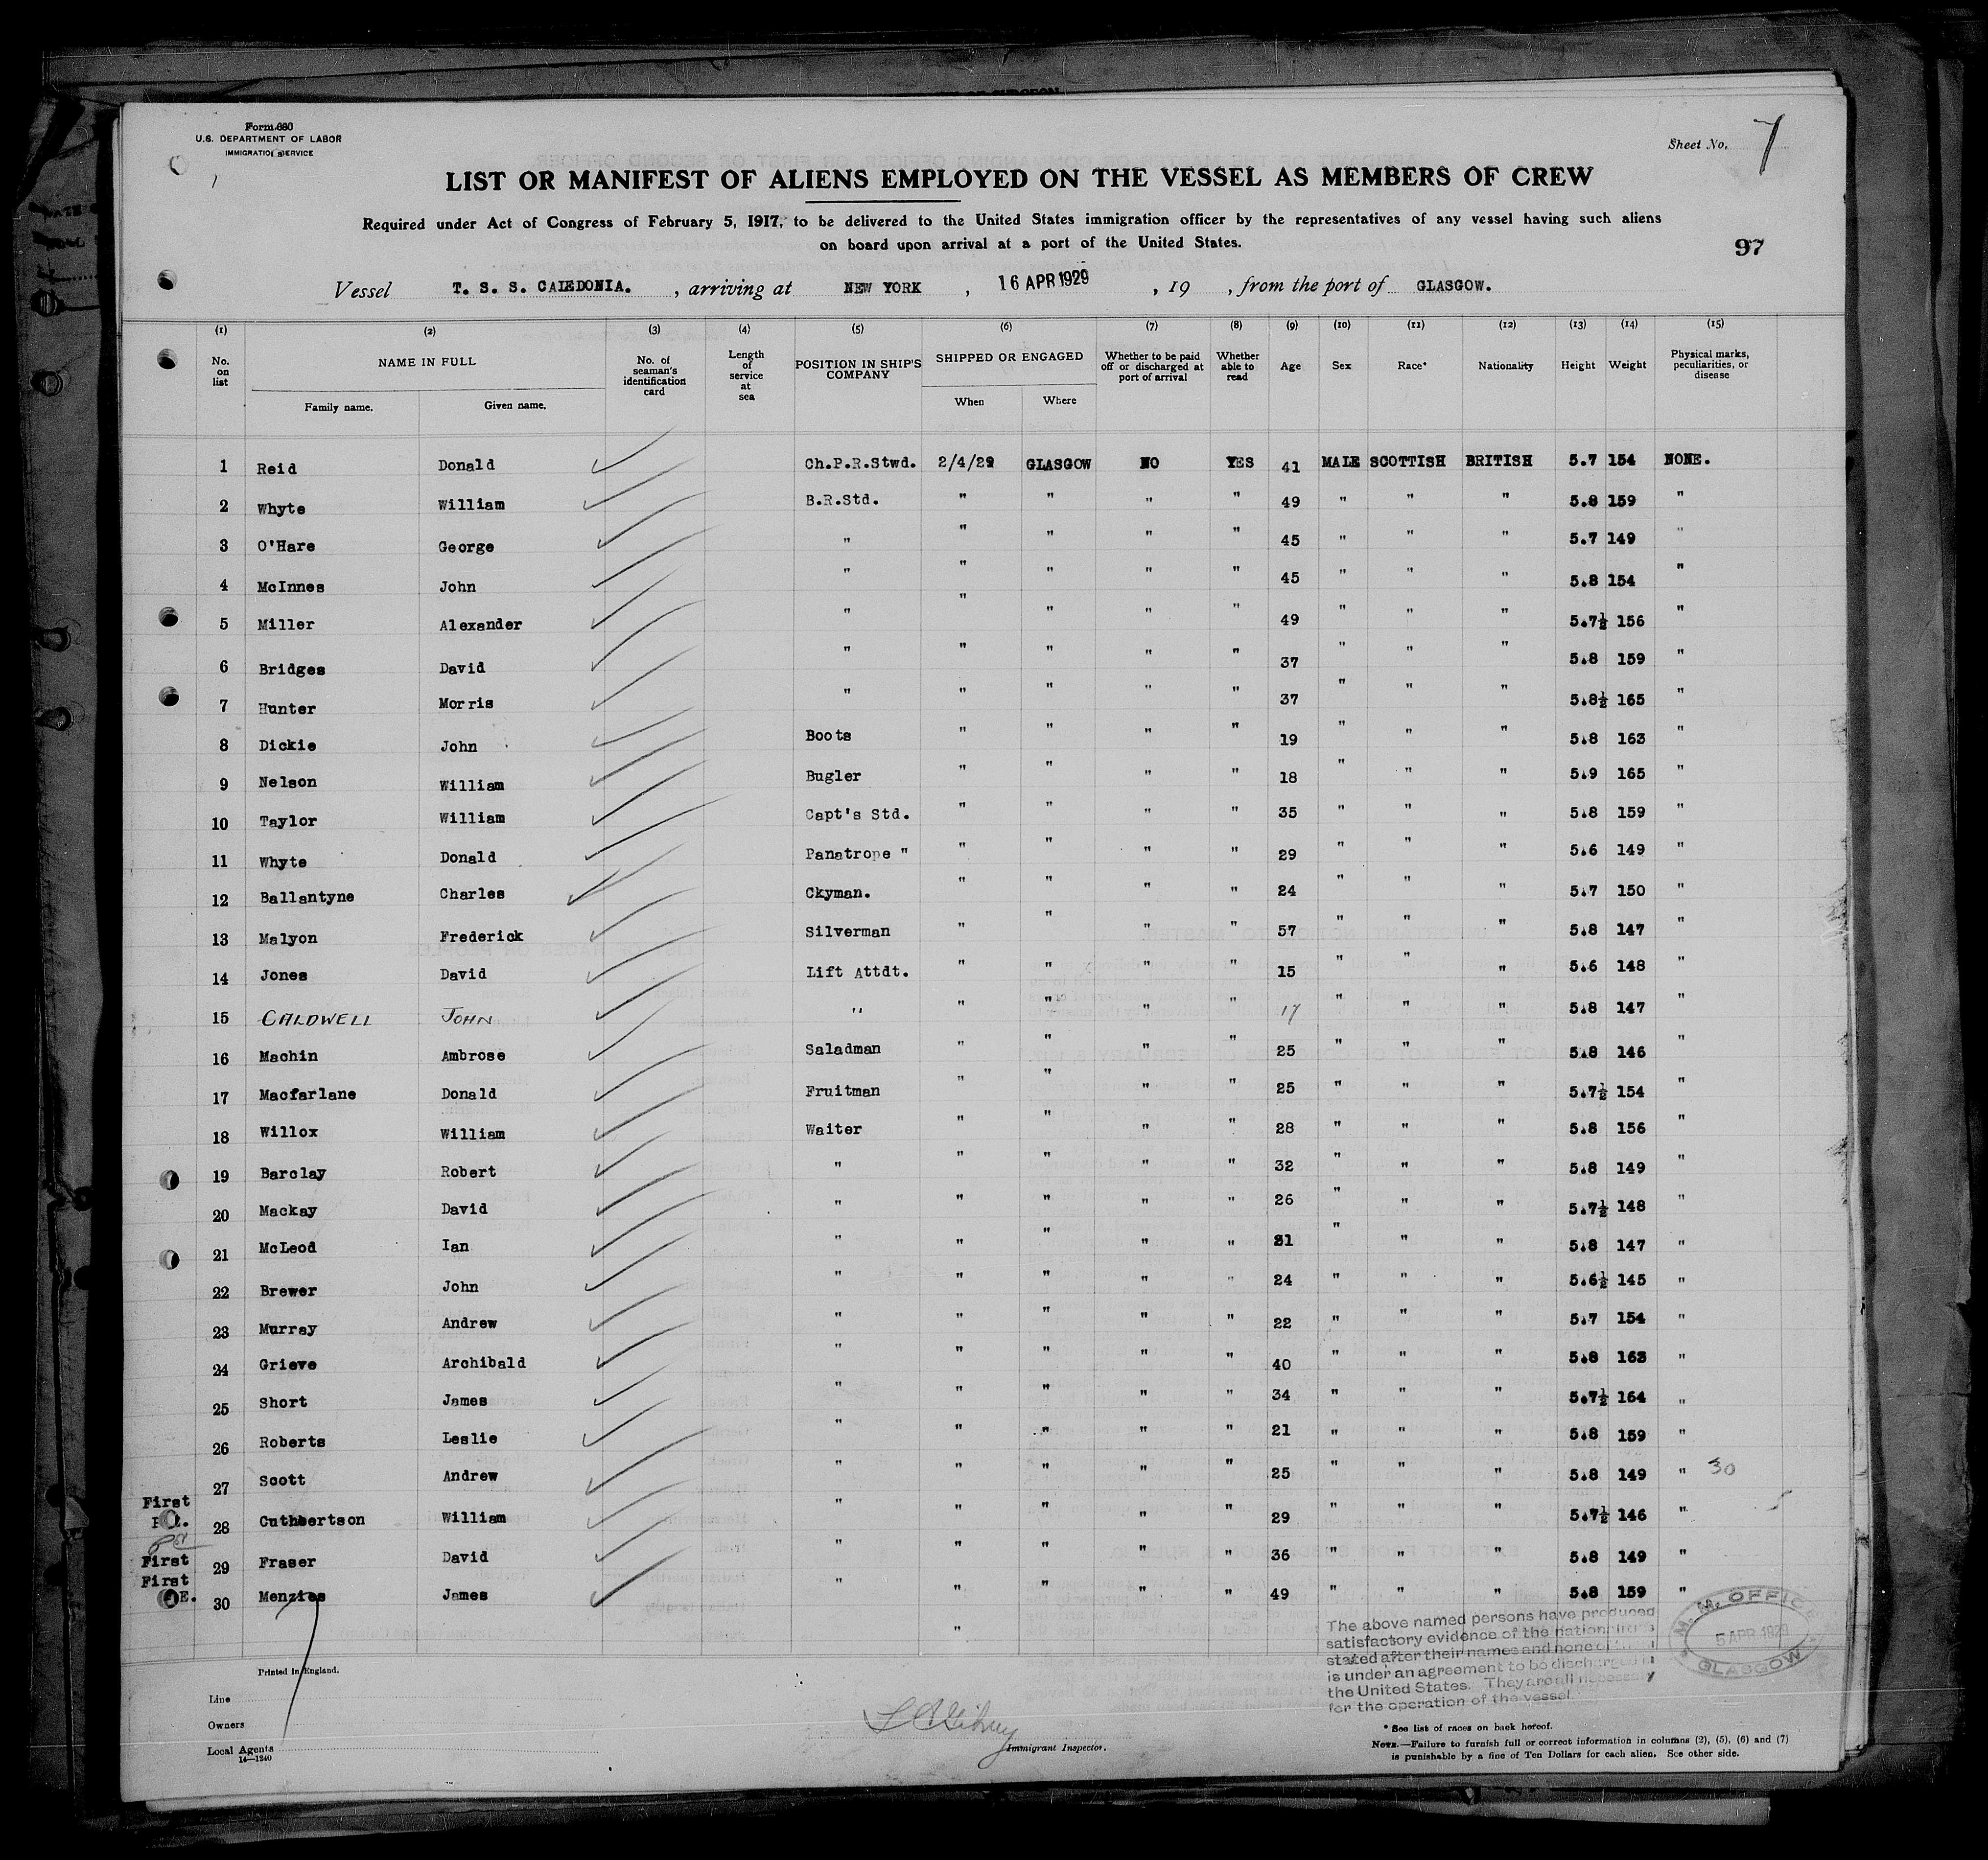 Form 680
U.S. DEPARTMENT OF LABOR
IMMIGRATION SERVICE
Sheet No. 7
LIST OR MANIFEST OF ALIENS EMPLOYED ON THE VESSEL AS MEMBERS OF CREW
Required under Act of Congress of February 5, 1917, to be delivered to the United States immigration officer by the representatives of any vessel having such aliens
on board upon arrival at a port of the United States.
97
Vessel T. S. S. CALEDONIA. , arriving at NEW YORK , 16 APR 1929 , 19 , from the port of GLASGOW.
(1) (2) (3) (4) (5) (6) (7) (8) (9) (10) (11) (12) (13) (14) (15)
No. on list NAME IN FULL No. of seaman's identification card Length of service at sea POSITION IN SHIP'S COMPANY SHIPPED OR ENGAGED Whether to be paid off or discharged at port of arrival Whether able to read Age Sex Race* Nationality Height Weight Physical marks, peculiarities, or disease
Family name. Given name. When Where
1 Reid Donald Ch.P.R.Stwd. 2/4/29 GLASGOW NO YES 41 MALE SCOTTISH BRITISH 5.7 154 NONE.
2 Whyte William B.R.Std. " " " " 49 " " " 5.8 159 "
3 O'Hare George " " " " " 45 " " " 5.7 149 "
4 McInnes John " " " " " 45 " " " 5.8 154 "
5 Miller Alexander " " " " " 49 " " " 5.7½ 156 "
6 Bridges David " " " " " 37 " " " 5.8 159 "
7 Hunter Morris " " " " " 37 " " " 5.8½ 165 "
8 Dickie John Boots " " " " 19 " " " 5.8 163 "
9 Nelson William Bugler " " " " 18 " " " 5.9 165 "
10 Taylor William Capt's Std. " " " " 35 " " " 5.8 159 "
11 Whyte Donald Panatrope " " " " " 29 " " " 5.6 149 "
12 Ballantyne Charles Ckyman. " " " " 24 " " " 5.7 150 "
13 Malyon Frederick Silverman " " " " 57 " " " 5.8 147 "
14 Jones David Lift Attdt. " " " " 15 " " " 5.6 148 "
15 CALDWELL JOHN " " " " " 17 " " " 5.8 147 "
16 Machin Ambrose Saladman " " " " 25 " " " 5.8 146 "
17 Macfarlane Donald Fruitman " " " " 25 " " " 5.7½ 154 "
18 Willox William Waiter " " " " 28 " " " 5.8 156 "
19 Barclay Robert " " " " " 32 " " " 5.8 149 "
20 Mackay David " " " " " 26 " " " 5.7½ 148 "
21 McLeod Ian " " " " " 21 " " " 5.8 147 "
22 Brewer John " " " " " 24 " " " 5.6½ 145 "
23 Murray Andrew " " " " " 22 " " " 5.7 154 "
24 Grieve Archibald " " " " " 40 " " " 5.8 163 "
25 Short James " " " " " 34 " " " 5.7½ 164 "
26 Roberts Leslie " " " " " 21 " " " 5.8 159 "
27 Scott Andrew " " " " " 25 " " " 5.8 149 " 30
First
28 Cuthbertson William " " " " " 29 " " " 5.7½ 146 "
First 29 Fraser David " " " " " 36 " " " 5.8 149 "
First
E. 30 Menzies James " " " " " 49 " " " 5.8 159 "
"
The above named persons have produced
satisfactory evidence of the nationalities
stated after their names and none of them
is under an agreement to be discharged in
the United States. They are all necessary
for the operation of the vessel
M. M. OFFICE
5 APR 1929
GLASGOW
Printed in England.
Line
Owners
Local Agents
14—1240
Immigrant Inspector.
* See list of races on back hereof.
NOTE.—Failure to furnish full or correct information in columns (2), (5), (6) and (7)
is punishable by a fine of Ten Dollars for each alien. See other side.